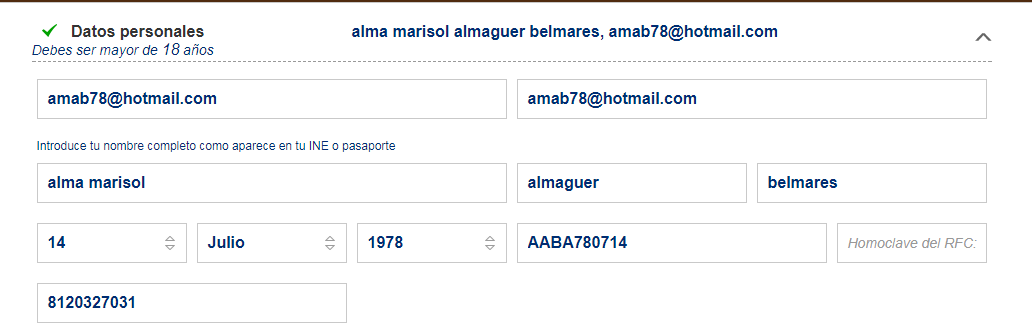 Datos personales alma marisol almaguer belmares, amab78@hotmail.com
Debes ser mayor de 18 años
amab78@hotmail.com amab78@hotmail.com
Introduce tu nombre completo como aparece en tu INE o pasaporte
alma marisol almaguer belmares
14 Julio 1978 AABA780714 Homoclave del RFC:
8120327031